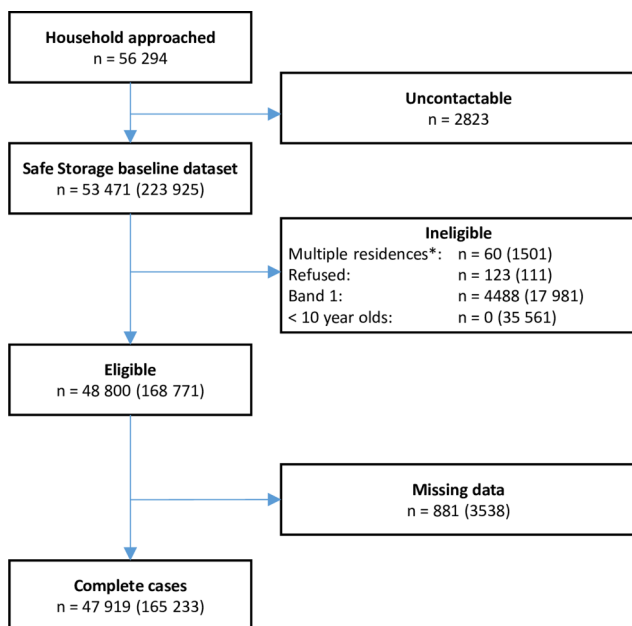 Household approached
n = 56 294
Uncontactable
n = 2823
Safe Storage baseline dataset
n = 53 471 (223 925)
Ineligible
Multiple residences*: n = 60 (1501)
Refused: n = 123 (111)
Band 1: n = 4488 (17 981)
< 10 year olds: n = 0 (35 561)
Eligible
n = 48 800 (168 771)
Missing data
n = 881 (3538)
Complete cases
n = 47 919 (165 233)